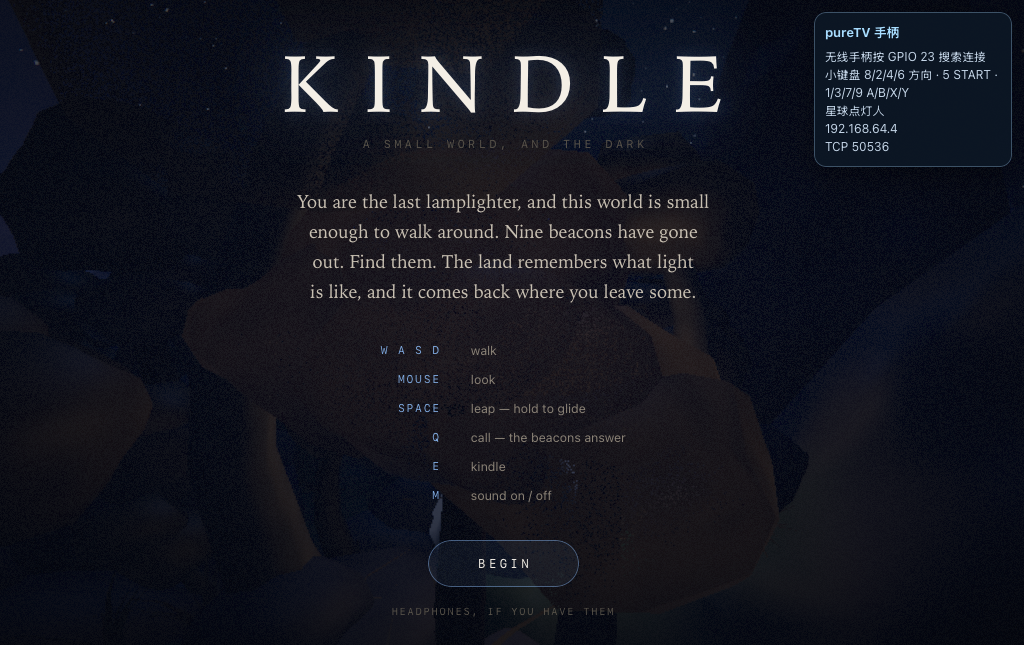 KINDLE
A SMALL WORLD, AND THE DARK
You are the last lamplighter, and this world is small
enough to walk around. Nine beacons have gone
out. Find them. The land remembers what light
is like, and it comes back where you leave some.
W A S D walk
MOUSE look
SPACE leap — hold to glide
Q call — the beacons answer
E kindle
M sound on / off
BEGIN
HEADPHONES, IF YOU HAVE THEM
pureTV 手柄
无线手柄按 GPIO 23 搜索连接
小键盘 8/2/4/6 方向 · 5 START ·
1/3/7/9 A/B/X/Y
星球点灯人
192.168.64.4
TCP 50536